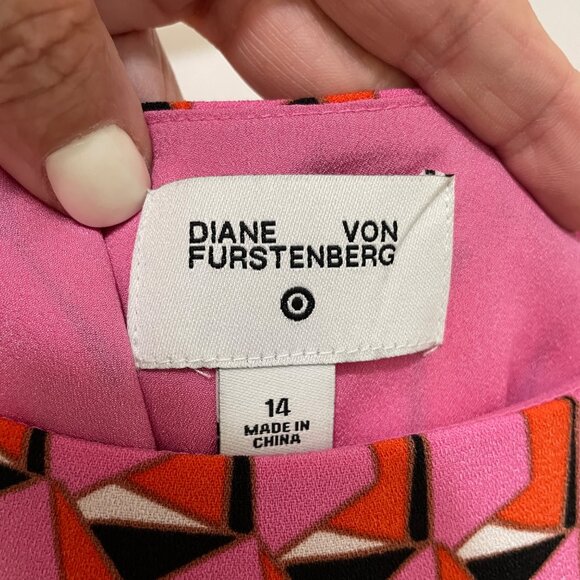 DIANE VON
FURSTENBERG
14
MADE IN
CHINA